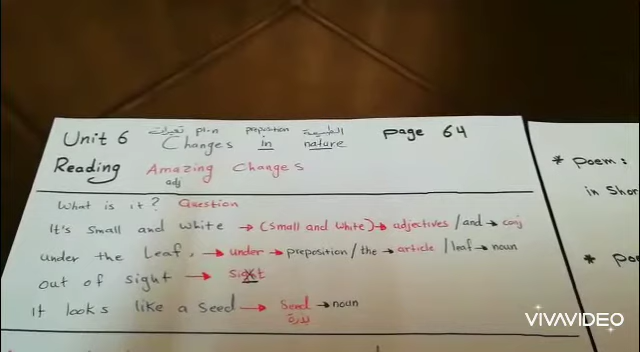 تغيرات pl.n preposition الطبيعة
Unit 6 Changes in nature page 64
Reading Amazing Changes
adj
What is it? Question
It's small and white → (small and white) → adjectives / and → conj
under the leaf, → under → preposition / the → article / leaf → noun
out of sight → sight
It looks like a seed → seed → noun
بذرة
* poem:
in Shor
* po
VIVAVIDEO